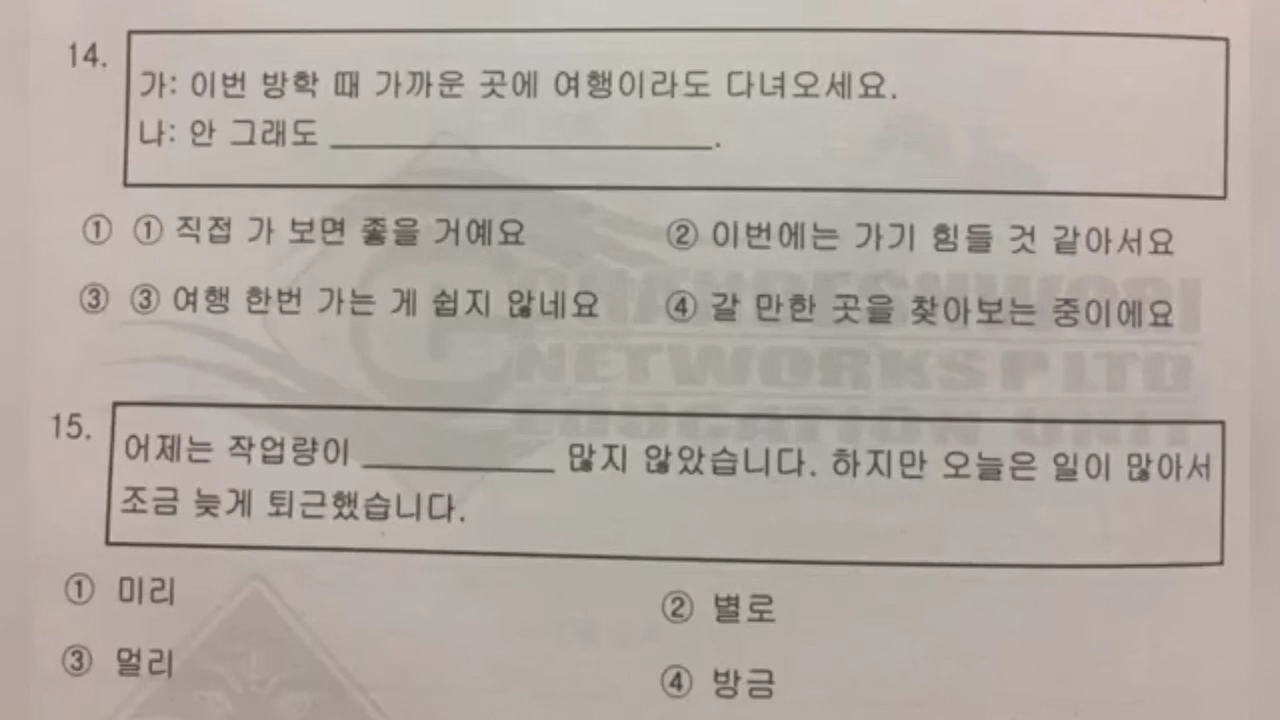 14.
가: 이번 방학 때 가까운 곳에 여행이라도 다녀오세요.
나: 안 그래도 ____________________.
① ① 직접 가 보면 좋을 거예요
② 이번에는 가기 힘들 것 같아서요
③ ③ 여행 한번 가는 게 쉽지 않네요
④ 갈 만한 곳을 찾아보는 중이에요
NETWORKS P LTD
EDUCATION UNIT
15.
어제는 작업량이 __________ 많지 않았습니다. 하지만 오늘은 일이 많아서
조금 늦게 퇴근했습니다.
① 미리
② 별로
③ 멀리
④ 방금